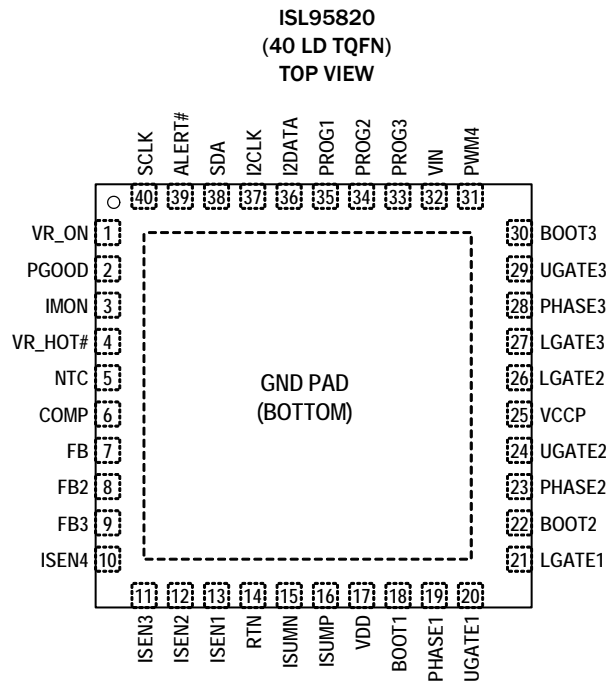 ISL95820
(40 LD TQFN)
TOP VIEW
SCLK
ALERT#
SDA
I2CLK
I2DATA
PROG1
PROG2
PROG3
VIN
PWM4
40 39 38 37 36 35 34 33 32 31
VR_ON 1
PGOOD 2
IMON 3
VR_HOT# 4
NTC 5
COMP 6
FB 7
FB2 8
FB3 9
ISEN4 10
GND PAD
(BOTTOM)
30 BOOT3
29 UGATE3
28 PHASE3
27 LGATE3
26 LGATE2
25 VCCP
24 UGATE2
23 PHASE2
22 BOOT2
21 LGATE1
11 12 13 14 15 16 17 18 19 20
ISEN3
ISEN2
ISEN1
RTN
ISUMN
ISUMP
VDD
BOOT1
PHASE1
UGATE1